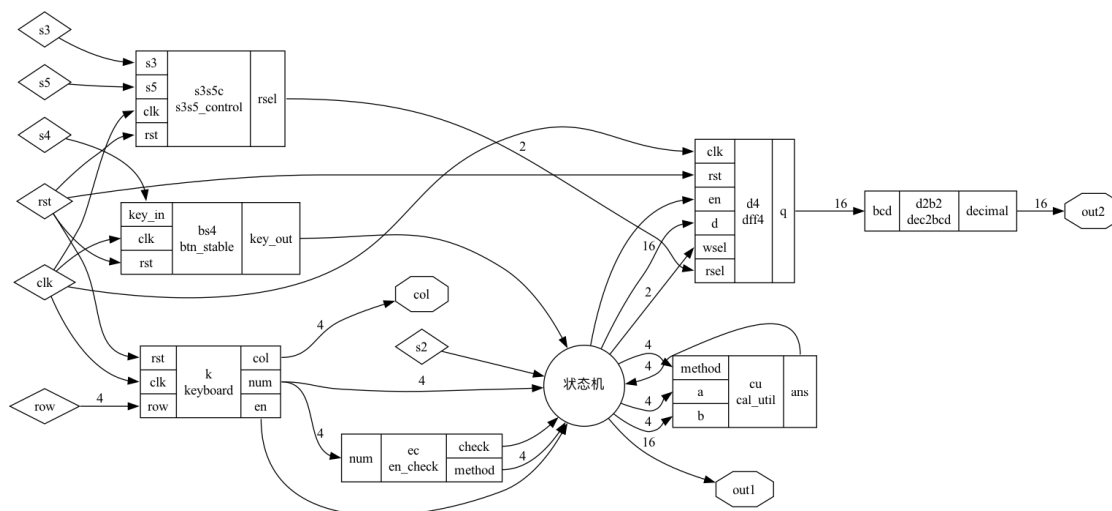 s3
s5
s4
rst
clk
row
4
s3
s5
clk
rst
s3s5c
s3s5_control
rsel
key_in
clk
rst
bs4
btn_stable
key_out
rst
clk
row
k
keyboard
col
num
en
4
col
s2
4
4
num
ec
en_check
check
method
4
状态机
2
16
2
clk
rst
en
d
wsel
rsel
d4
dff4
q
16
bcd
d2b2
dec2bcd
decimal
16
out2
4
4
4
4
method
a
b
cu
cal_util
ans
16
out1